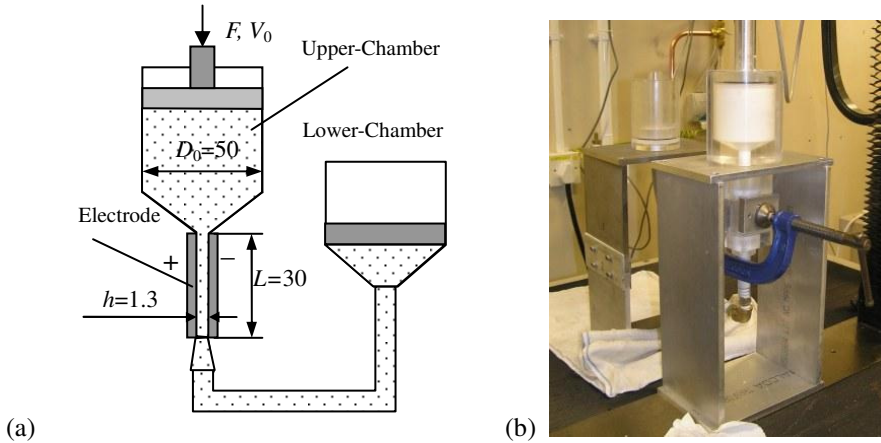 F, V₀
Upper-Chamber
Lower-Chamber
D₀=50
Electrode
+ −
L=30
h=1.3
(a)
(b)